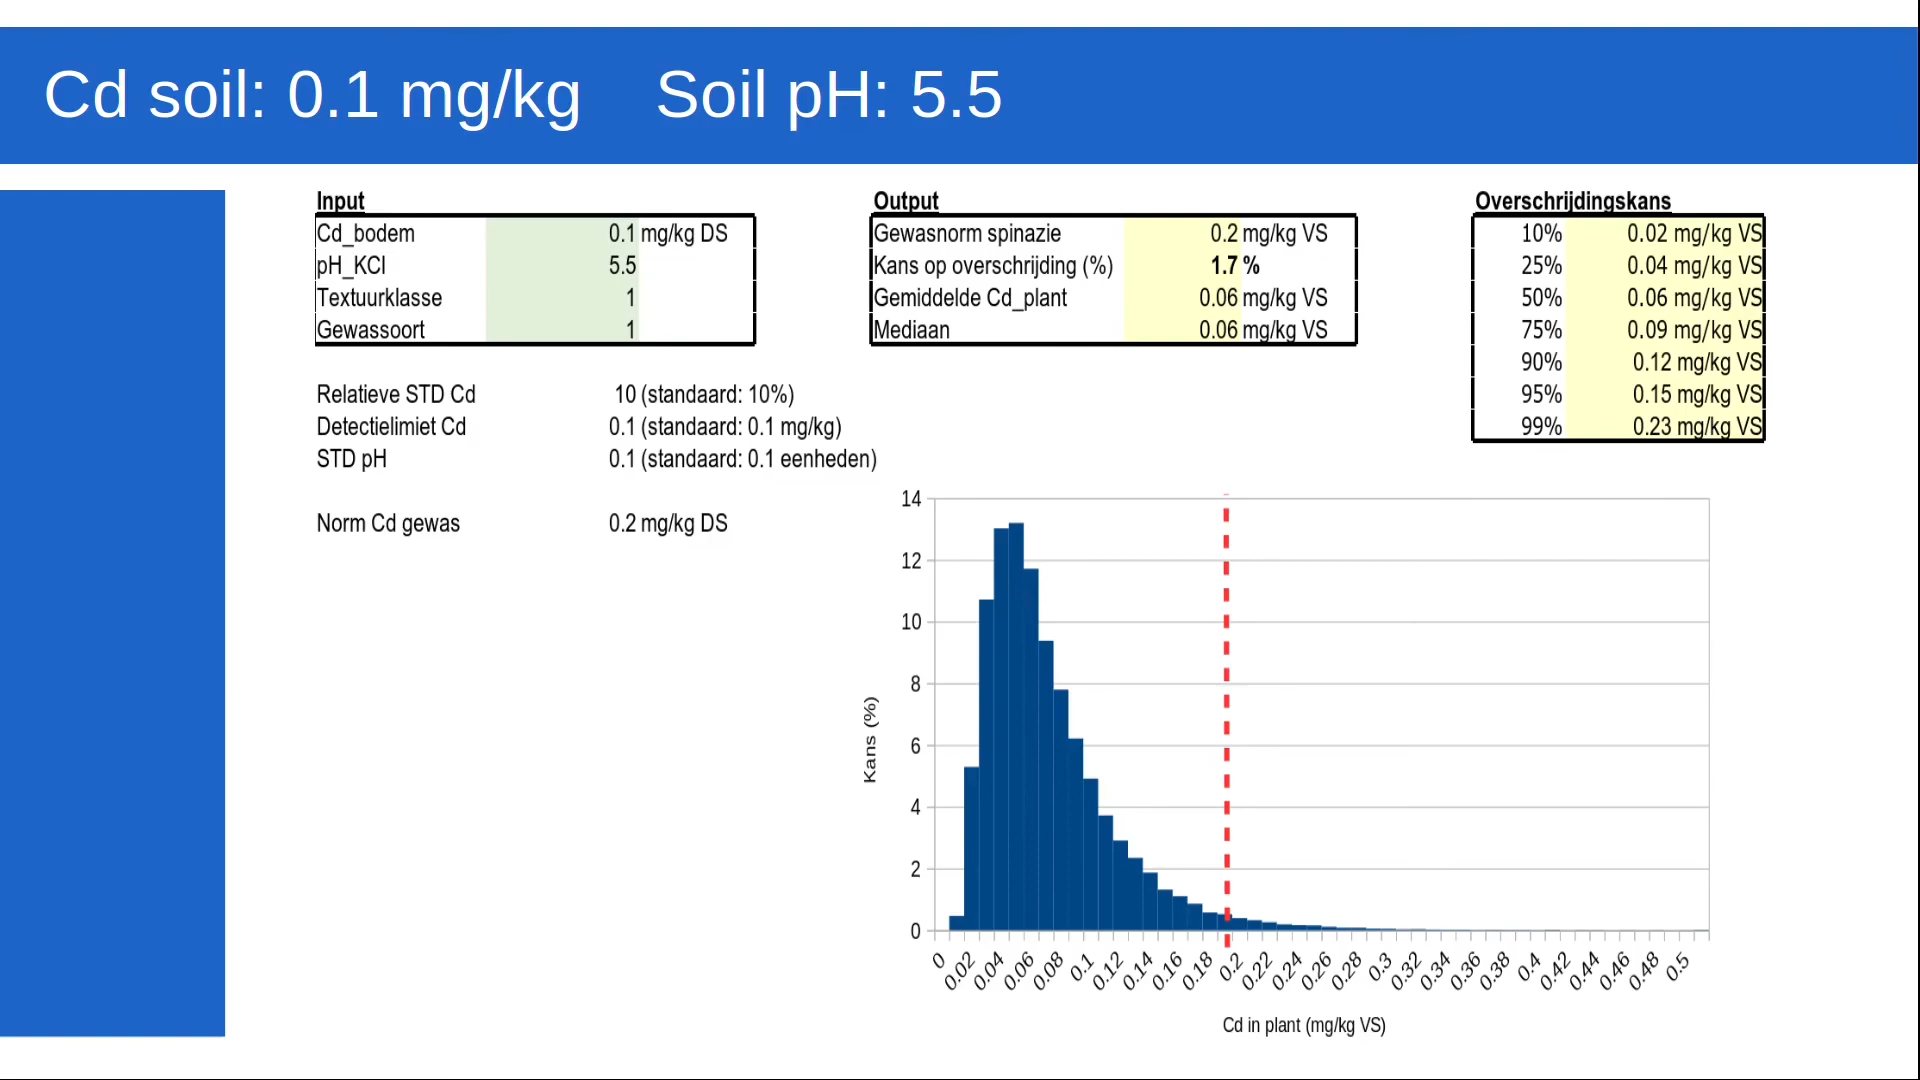 Cd soil: 0.1 mg/kg Soil pH: 5.5
Input
Cd_bodem 0.1 mg/kg DS
pH_KCl 5.5
Textuurklasse 1
Gewassoort 1
Relatieve STD Cd 10 (standaard: 10%)
Detectielimiet Cd 0.1 (standaard: 0.1 mg/kg)
STD pH 0.1 (standaard: 0.1 eenheden)
Norm Cd gewas 0.2 mg/kg DS
Output
Gewasnorm spinazie 0.2 mg/kg VS
Kans op overschrijding (%) 1.7 %
Gemiddelde Cd_plant 0.06 mg/kg VS
Mediaan 0.06 mg/kg VS
Overschrijdingskans
10% 0.02 mg/kg VS
25% 0.04 mg/kg VS
50% 0.06 mg/kg VS
75% 0.09 mg/kg VS
90% 0.12 mg/kg VS
95% 0.15 mg/kg VS
99% 0.23 mg/kg VS
14
12
10
8
6
4
2
0
Kans (%)
0 0.02 0.04 0.06 0.08 0.1 0.12 0.14 0.16 0.18 0.2 0.22 0.24 0.26 0.28 0.3 0.32 0.34 0.36 0.38 0.4 0.42 0.44 0.46 0.48 0.5
Cd in plant (mg/kg VS)